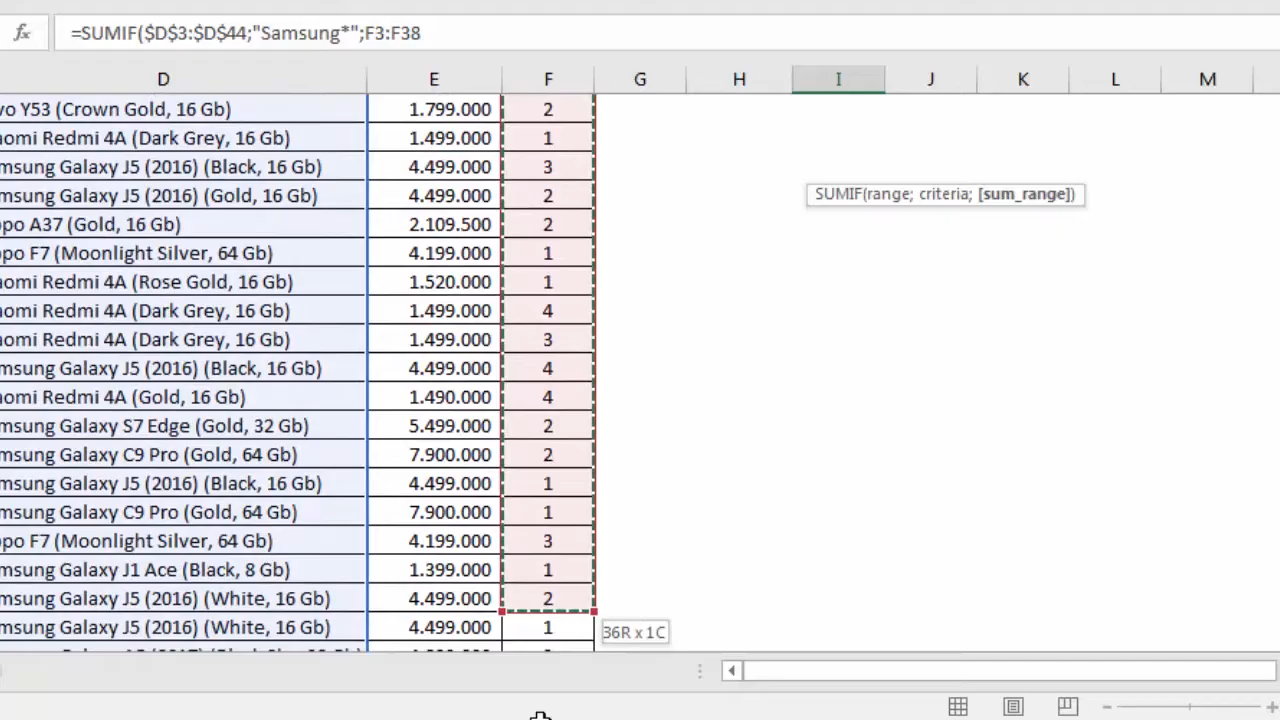 fx =SUMIF($D$3:$D$44;"Samsung*";F3:F38
D E F G H I J K L M
vo Y53 (Crown Gold, 16 Gb) 1.799.000 2
aomi Redmi 4A (Dark Grey, 16 Gb) 1.499.000 1
msung Galaxy J5 (2016) (Black, 16 Gb) 4.499.000 3
SUMIF(range; criteria; [sum_range])
msung Galaxy J5 (2016) (Gold, 16 Gb) 4.499.000 2
ppo A37 (Gold, 16 Gb) 2.109.500 2
ppo F7 (Moonlight Silver, 64 Gb) 4.199.000 1
aomi Redmi 4A (Rose Gold, 16 Gb) 1.520.000 1
aomi Redmi 4A (Dark Grey, 16 Gb) 1.499.000 4
aomi Redmi 4A (Dark Grey, 16 Gb) 1.499.000 3
msung Galaxy J5 (2016) (Black, 16 Gb) 4.499.000 4
aomi Redmi 4A (Gold, 16 Gb) 1.490.000 4
msung Galaxy S7 Edge (Gold, 32 Gb) 5.499.000 2
msung Galaxy C9 Pro (Gold, 64 Gb) 7.900.000 2
msung Galaxy J5 (2016) (Black, 16 Gb) 4.499.000 1
msung Galaxy C9 Pro (Gold, 64 Gb) 7.900.000 1
ppo F7 (Moonlight Silver, 64 Gb) 4.199.000 3
msung Galaxy J1 Ace (Black, 8 Gb) 1.399.000 1
msung Galaxy J5 (2016) (White, 16 Gb) 4.499.000 2
msung Galaxy J5 (2016) (White, 16 Gb) 4.499.000 1
36R x 1C